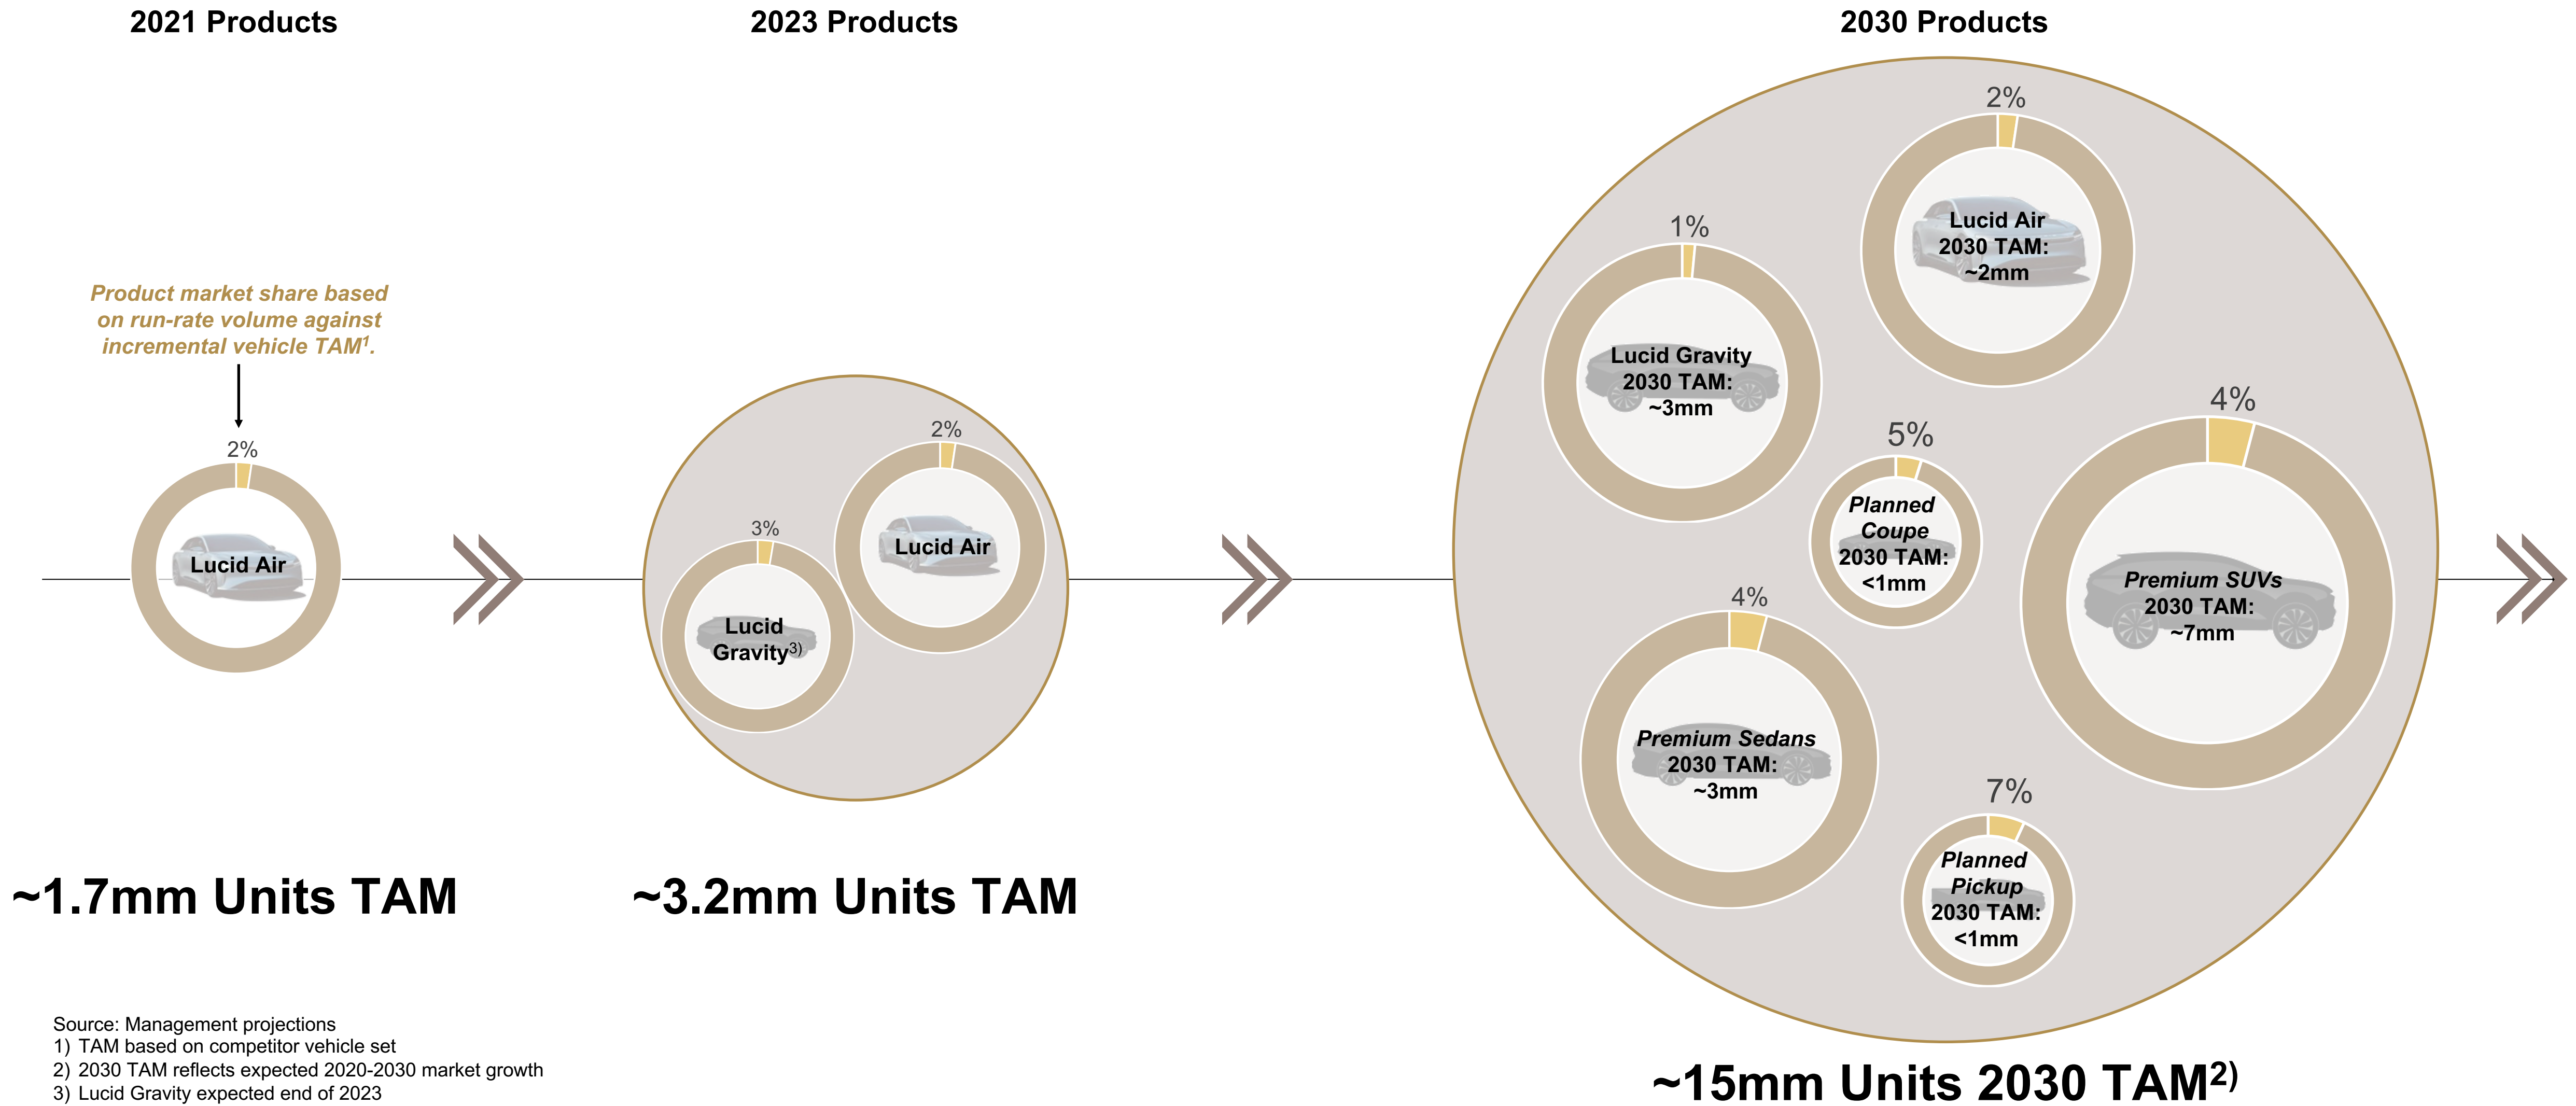 2021 Products
2023 Products
2030 Products
Product market share based
on run-rate volume against
incremental vehicle TAM¹.
2%
Lucid Air
~1.7mm Units TAM
2%
Lucid Air
3%
Lucid
Gravity³⁾
~3.2mm Units TAM
2%
Lucid Air
2030 TAM:
~2mm
1%
Lucid Gravity
2030 TAM:
~3mm
4%
Premium SUVs
2030 TAM:
~7mm
5%
Planned
Coupe
2030 TAM:
<1mm
4%
Premium Sedans
2030 TAM:
~3mm
7%
Planned
Pickup
2030 TAM:
<1mm
~15mm Units 2030 TAM²⁾
Source: Management projections
1) TAM based on competitor vehicle set
2) 2030 TAM reflects expected 2020-2030 market growth
3) Lucid Gravity expected end of 2023